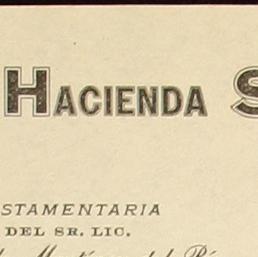 HACIENDA S
STAMENTARIA
DEL SR. LIC.